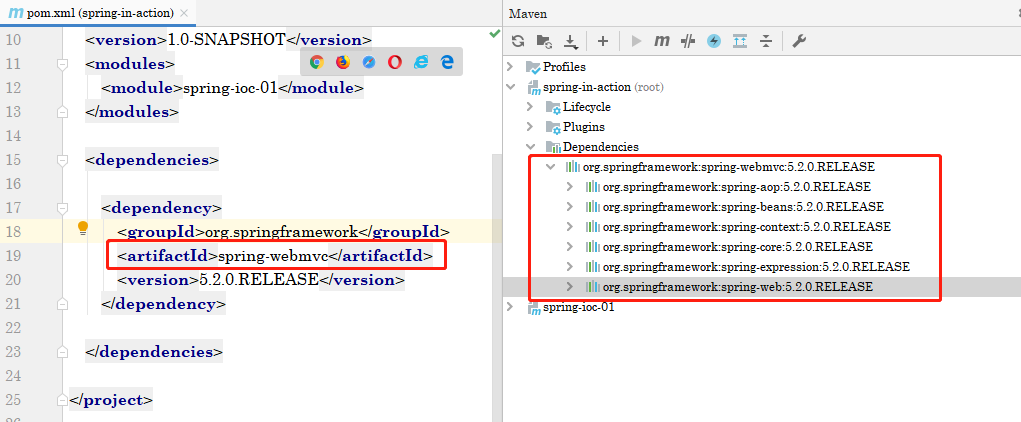 pom.xml (spring-in-action)
10 <version>1.0-SNAPSHOT</version>
11 <modules>
12 <module>spring-ioc-01</module>
13 </modules>
14
15 <dependencies>
16
17 <dependency>
18 <groupId>org.springframework</groupId>
19 <artifactId>spring-webmvc</artifactId>
20 <version>5.2.0.RELEASE</version>
21 </dependency>
22
23 </dependencies>
24
25 </project>
Maven
Profiles
spring-in-action (root)
Lifecycle
Plugins
Dependencies
org.springframework:spring-webmvc:5.2.0.RELEASE
org.springframework:spring-aop:5.2.0.RELEASE
org.springframework:spring-beans:5.2.0.RELEASE
org.springframework:spring-context:5.2.0.RELEASE
org.springframework:spring-core:5.2.0.RELEASE
org.springframework:spring-expression:5.2.0.RELEASE
org.springframework:spring-web:5.2.0.RELEASE
spring-ioc-01